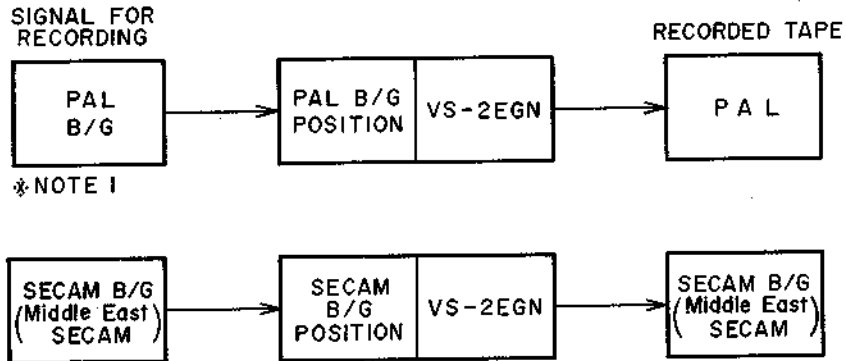 SIGNAL FOR
RECORDING
RECORDED TAPE
PAL
B/G
PAL B/G
POSITION
VS-2EGN
PAL
※NOTE 1
SECAM B/G
(Middle East)
SECAM
SECAM
B/G
POSITION
VS-2EGN
SECAM B/G
(Middle East)
SECAM